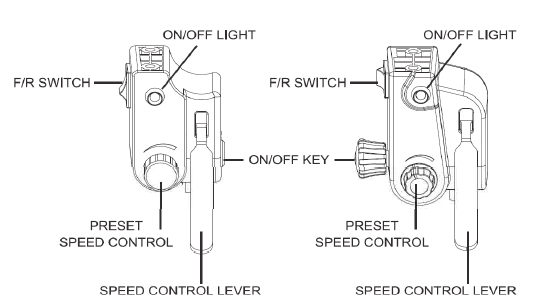 ON/OFF LIGHT
ON/OFF LIGHT
F/R SWITCH
F/R SWITCH
ON/OFF KEY
PRESET
SPEED CONTROL
PRESET
SPEED CONTROL
SPEED CONTROL LEVER
SPEED CONTROL LEVER